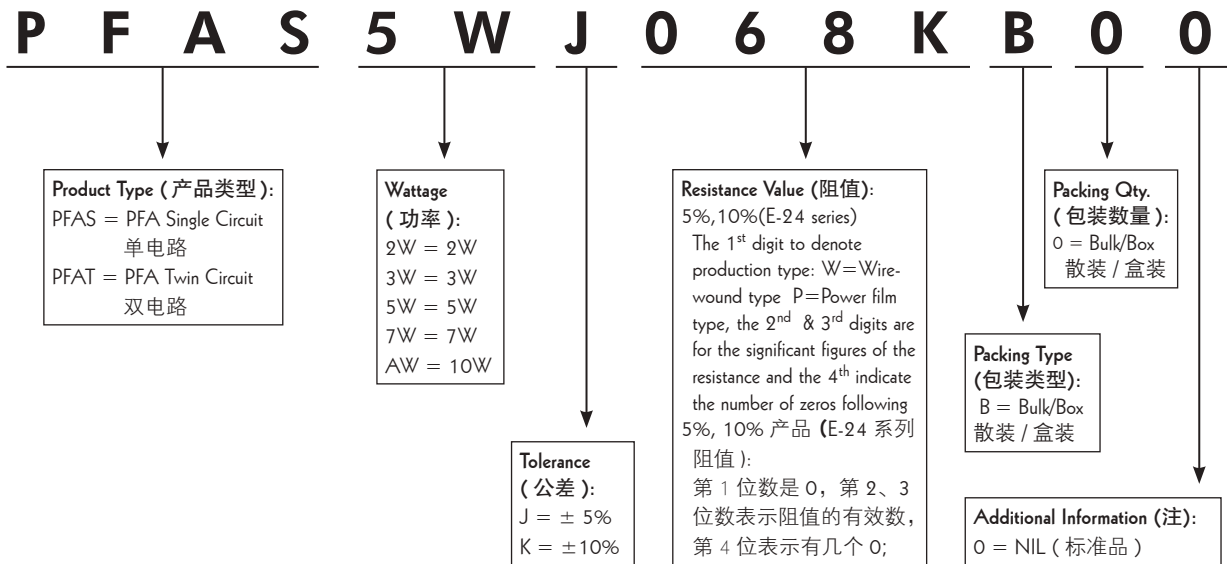 P F A S 5 W J 0 6 8 K B 0 0
Product Type (产品类型):
PFAS = PFA Single Circuit
单电路
PFAT = PFA Twin Circuit
双电路
Wattage
(功率):
2W = 2W
3W = 3W
5W = 5W
7W = 7W
AW = 10W
Tolerance
(公差):
J = ± 5%
K = ±10%
Resistance Value (阻值):
5%,10%(E-24 series)
The 1st digit to denote
production type: W=Wire-
wound type P=Power film
type, the 2nd & 3rd digits are
for the significant figures of the
resistance and the 4th indicate
the number of zeros following
5%, 10% 产品 (E-24 系列
阻值):
第 1 位数是 0, 第 2、3
位数表示阻值的有效数,
第 4 位表示有几个 0;
Packing Type
(包装类型):
B = Bulk/Box
散装 / 盒装
Packing Qty.
(包装数量):
0 = Bulk/Box
散装 / 盒装
Additional Information (注):
0 = NIL (标准品)